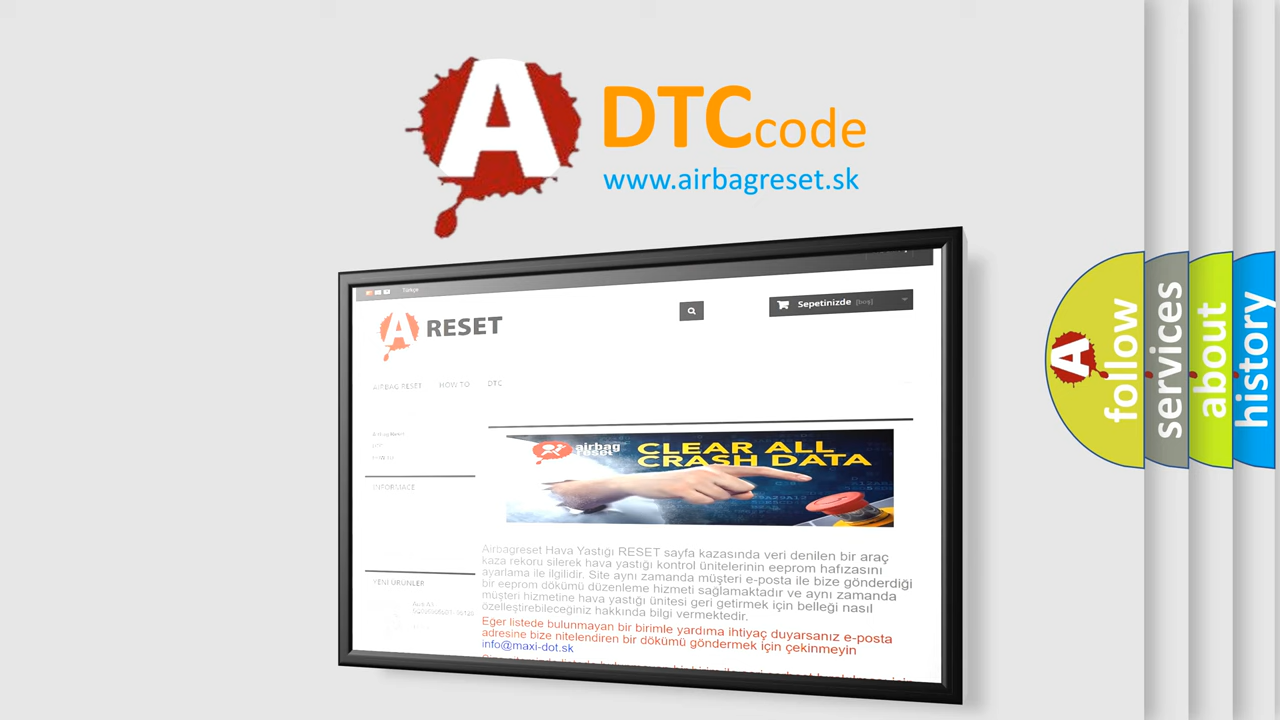 A
DTCcode
www.airbagreset.sk
Türkçe
A RESET
Sepetinizde [boş]
AIRBAG RESET HOW TO DTC
INFORMACE
YENI ÜRÜNLER
airbag
reset
CLEAR ALL
CRASH DATA
Airbagreset Hava Yastığı RESET sayfa kazasında veri denilen bir araç
kaza rekoru silerek hava yastığı kontrol ünitelerinin eeprom hafızasını
ayarlama ile ilgilidir. Site aynı zamanda müşteri e-posta ile bize gönderdiği
bir eeprom dökümü düzenleme hizmeti sağlamaktadır ve aynı zamanda
müşteri hizmetine hava yastığı ünitesi geri getirmek için belleği nasıl
özelleştirebileceğiniz hakkında bilgi vermektedir.
Eğer listede bulunmayan bir birimle yardıma ihtiyaç duyarsanız e-posta
adresine bize nitelendiren bir dökümü göndermek için çekinmeyin
info@maxi-dot.sk
A
follow
services
about
history